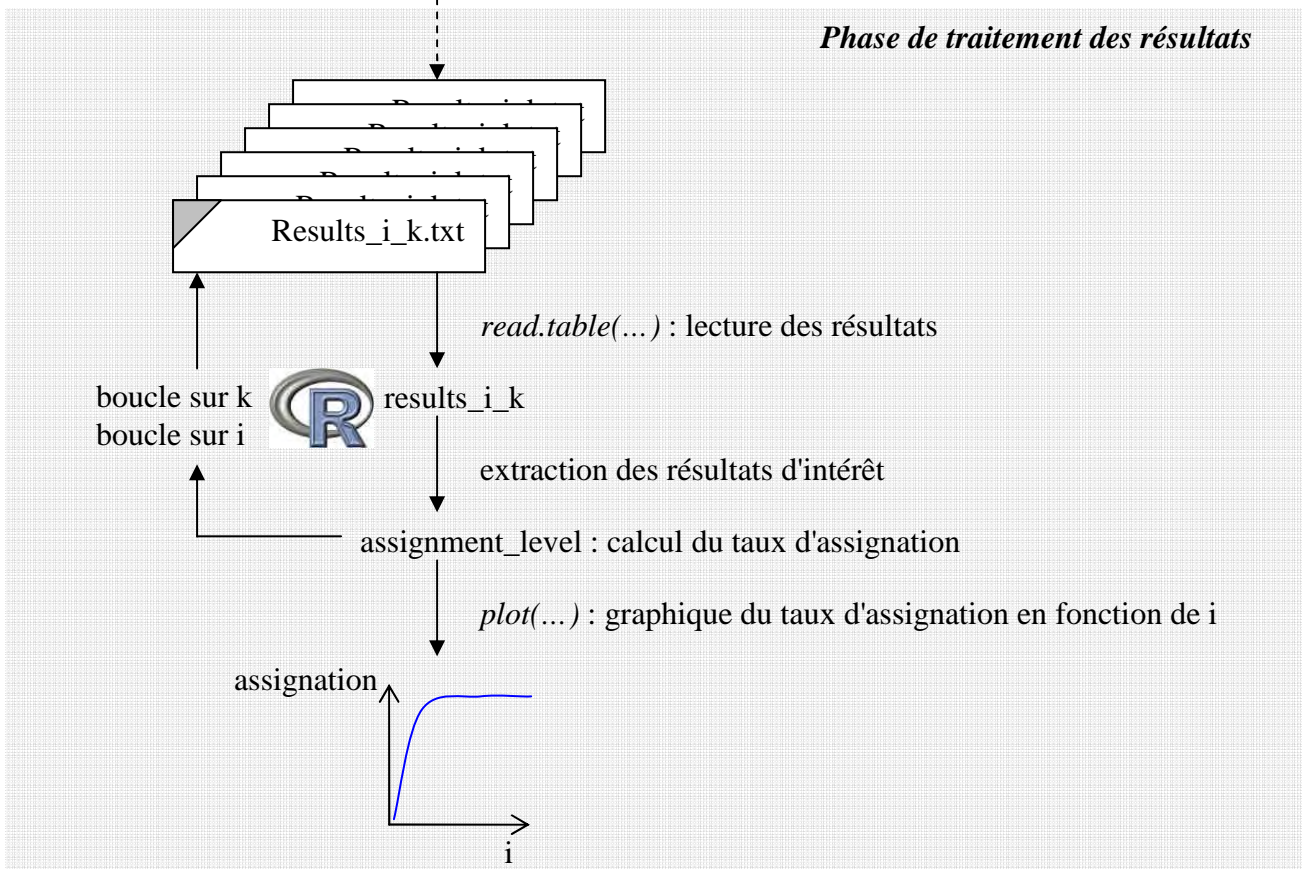 Phase de traitement des résultats
Results_i_k.txt
read.table(…) : lecture des résultats
boucle sur k
boucle sur i
R
results_i_k
extraction des résultats d'intérêt
assignment_level : calcul du taux d'assignation
plot(…) : graphique du taux d'assignation en fonction de i
assignation
i